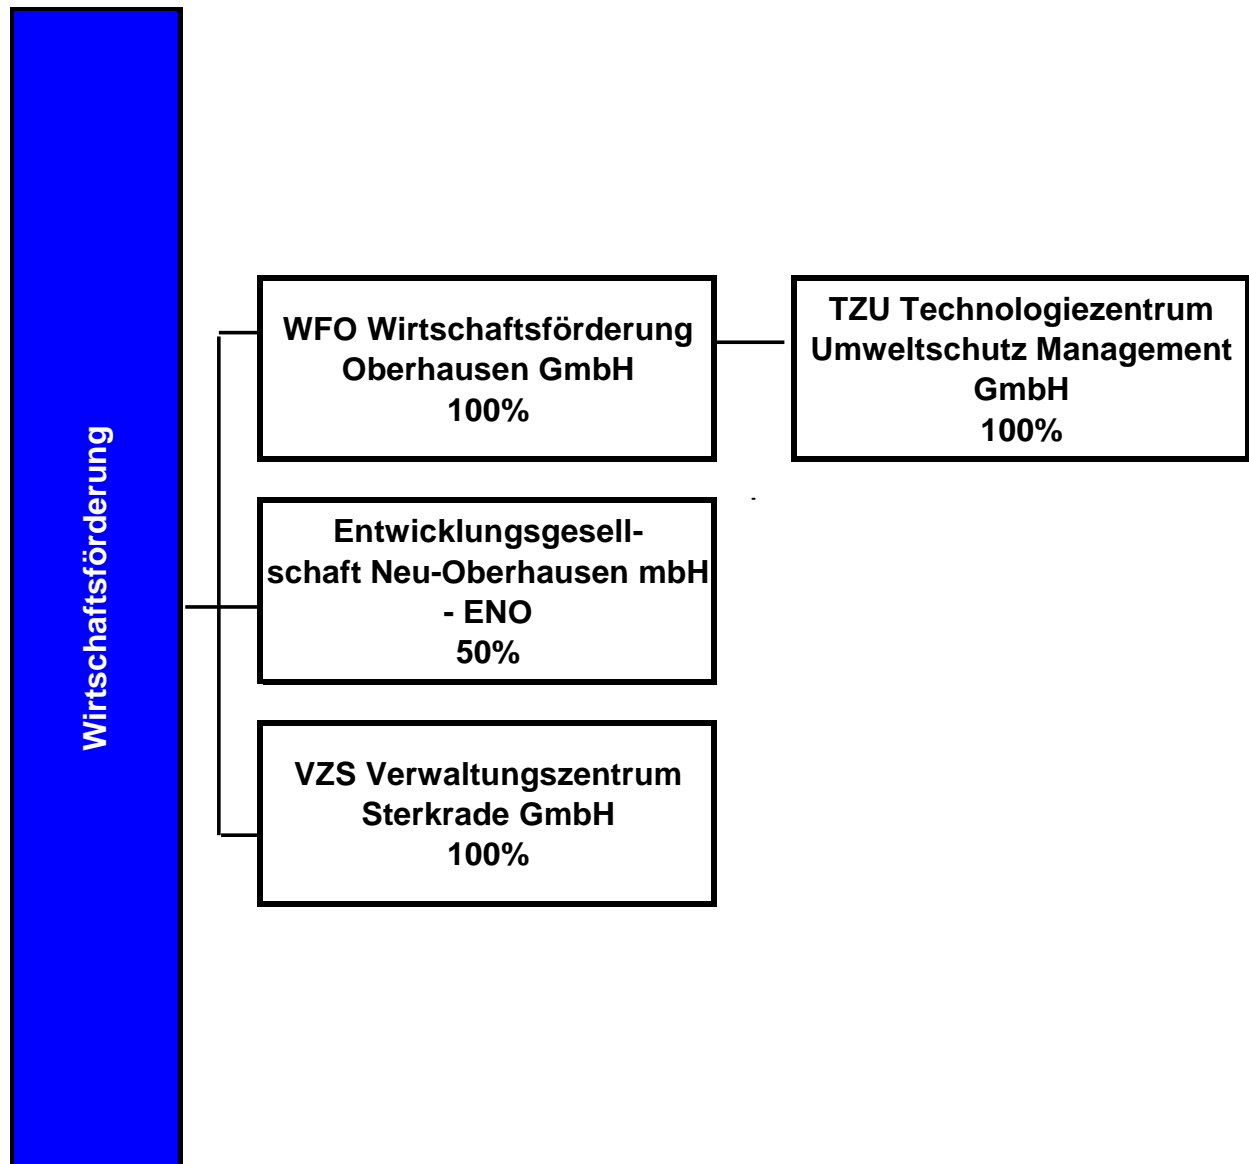 Wirtschaftsförderung
WFO Wirtschaftsförderung
Oberhausen GmbH
100%
TZU Technologiezentrum
Umweltschutz Management
GmbH
100%
Entwicklungsgesell-
schaft Neu-Oberhausen mbH
- ENO
50%
VZS Verwaltungszentrum
Sterkrade GmbH
100%